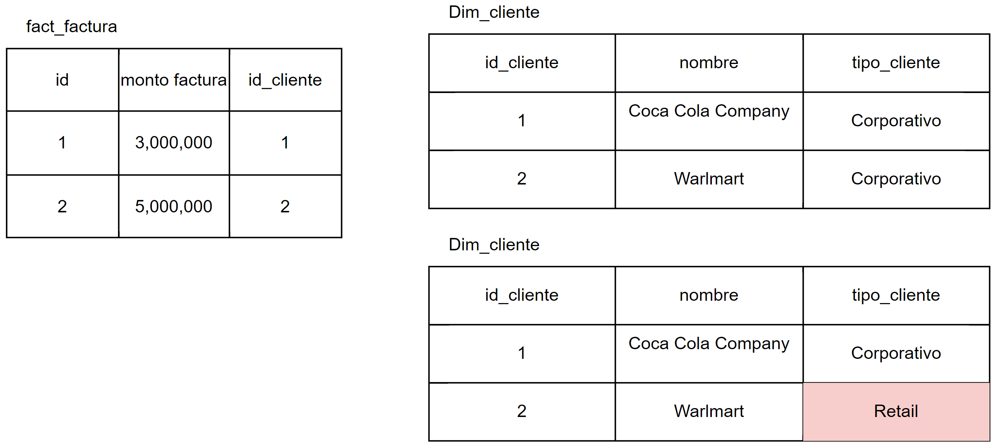 fact_factura
id monto factura id_cliente
1 3,000,000 1
2 5,000,000 2
Dim_cliente
id_cliente nombre tipo_cliente
1 Coca Cola Company Corporativo
2 Warlmart Corporativo
Dim_cliente
id_cliente nombre tipo_cliente
1 Coca Cola Company Corporativo
2 Warlmart Retail